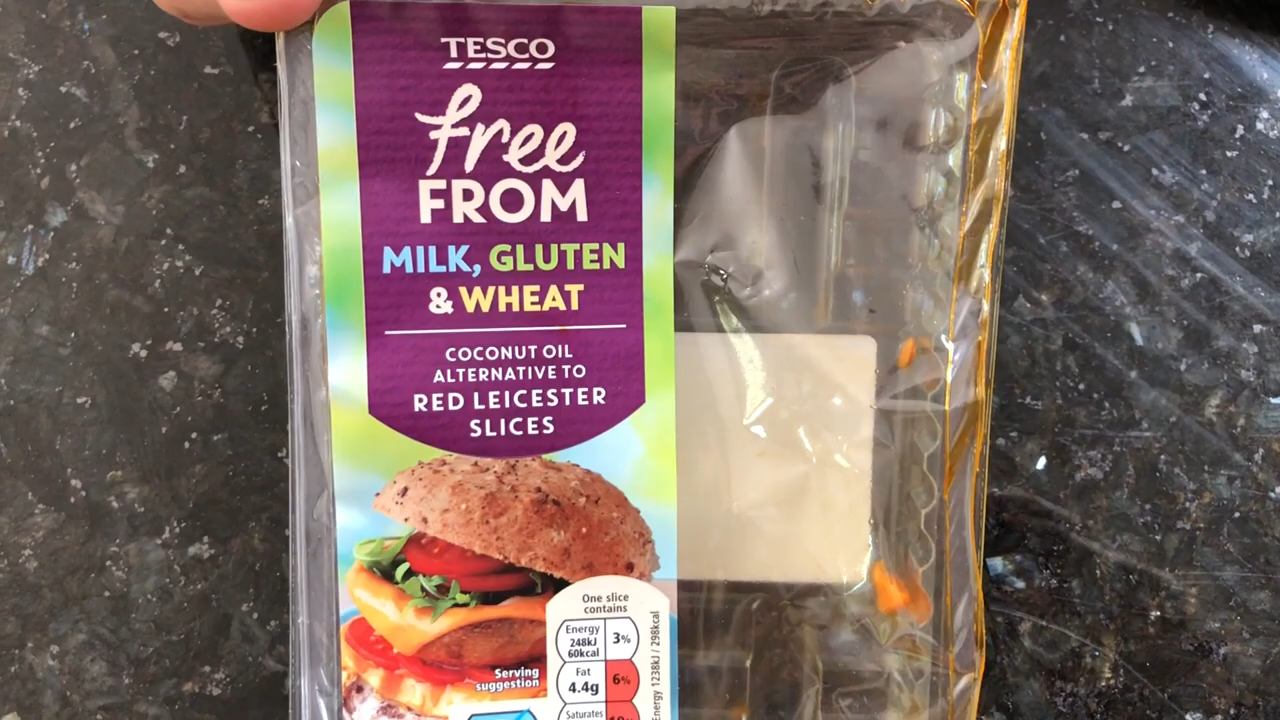 TESCO
free
FROM
MILK, GLUTEN
& WHEAT
COCONUT OIL
ALTERNATIVE TO
RED LEICESTER
SLICES
One slice
contains
Energy
248kJ
60kcal
3%
Fat
4.4g
6%
Saturates
Serving
suggestion
Energy 1238kJ / 298kcal